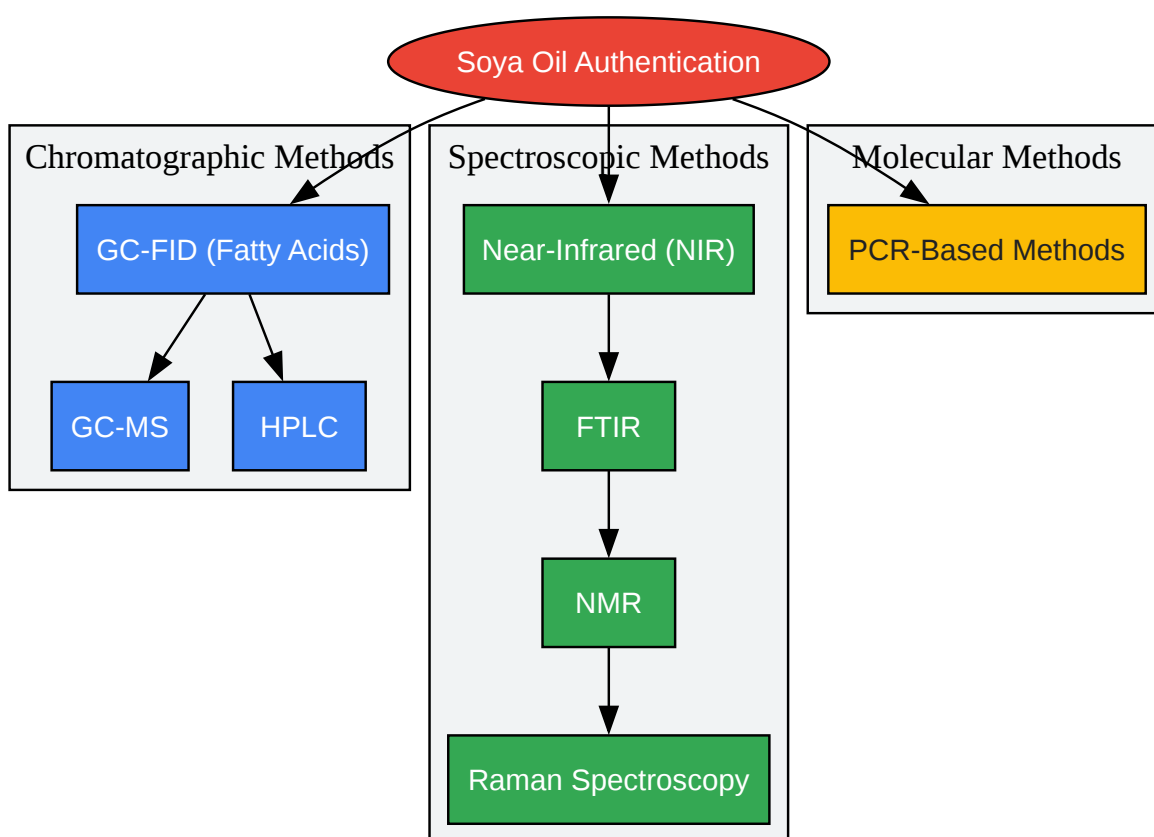 Soya Oil Authentication
Chromatographic Methods
GC-FID (Fatty Acids)
GC-MS
HPLC
Spectroscopic Methods
Near-Infrared (NIR)
FTIR
NMR
Raman Spectroscopy
Molecular Methods
PCR-Based Methods